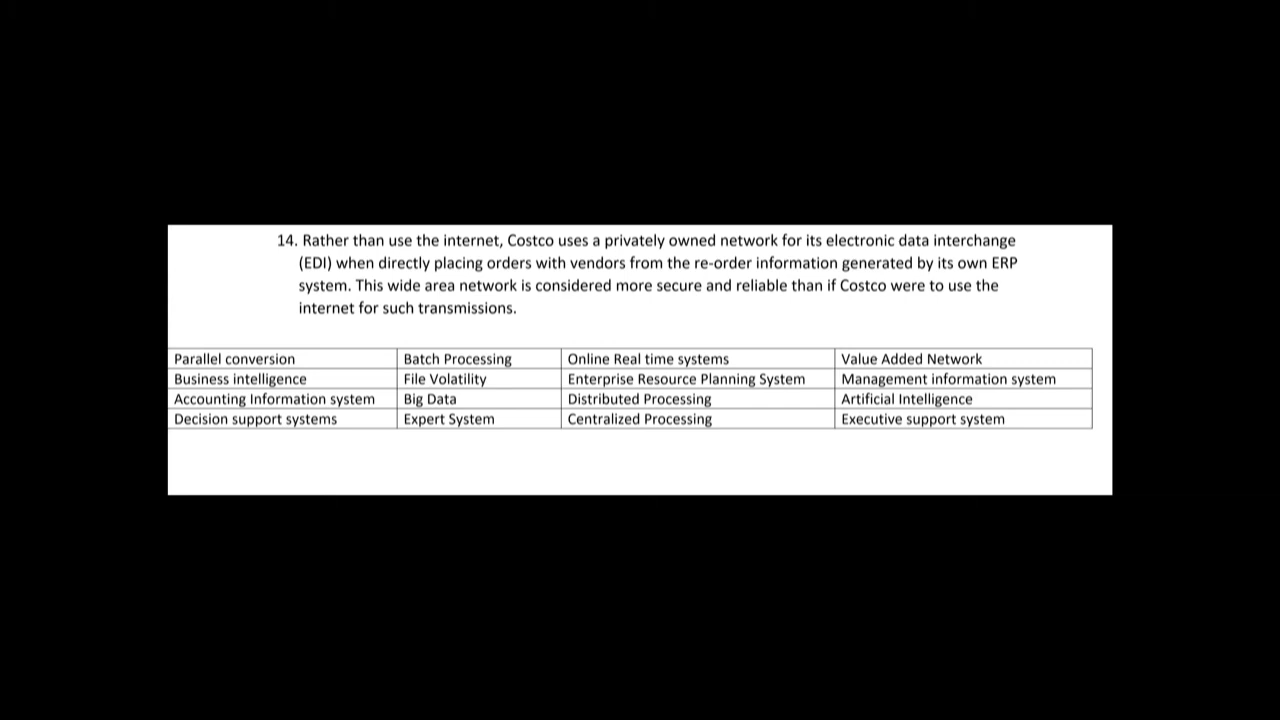 14. Rather than use the internet, Costco uses a privately owned network for its electronic data interchange
(EDI) when directly placing orders with vendors from the re-order information generated by its own ERP
system. This wide area network is considered more secure and reliable than if Costco were to use the
internet for such transmissions.
Parallel conversion Batch Processing Online Real time systems Value Added Network
Business intelligence File Volatility Enterprise Resource Planning System Management information system
Accounting Information system Big Data Distributed Processing Artificial Intelligence
Decision support systems Expert System Centralized Processing Executive support system